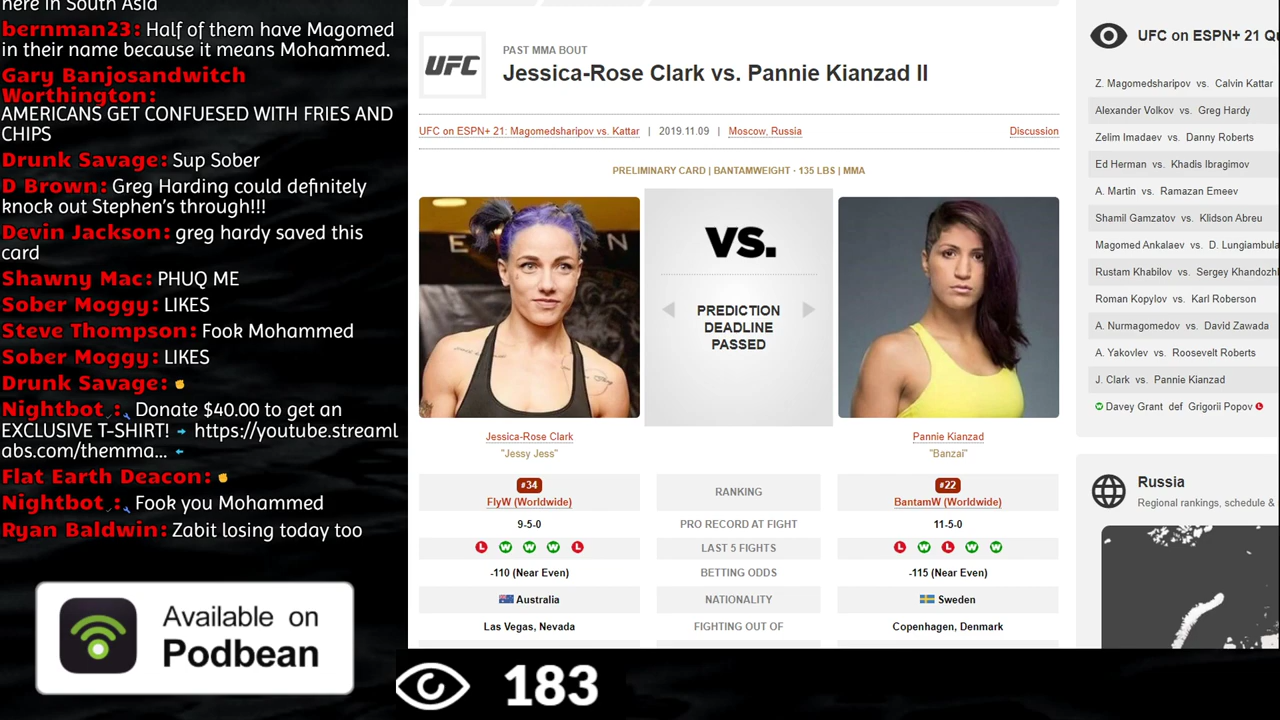 here in South Asia
bernman23: Half of them have Magomed
in their name because it means Mohammed.
Gary Banjosandwitch
Worthington:
AMERICANS GET CONFUESED WITH FRIES AND
CHIPS
Drunk Savage: Sup Sober
D Brown: Greg Harding could definitely
knock out Stephen's through!!!
Devin Jackson: greg hardy saved this
card
Shawny Mac: PHUQ ME
Sober Moggy: LIKES
Steve Thompson: Fook Mohammed
Sober Moggy: LIKES
Drunk Savage: ✊
Nightbot : Donate $40.00 to get an
EXCLUSIVE T-SHIRT! → https://youtube.streaml
abs.com/themma... ←
Flat Earth Deacon: ✊
Nightbot : Fook you Mohammed
Ryan Baldwin: Zabit losing today too
Available on
Podbean
UFC
PAST MMA BOUT
Jessica-Rose Clark vs. Pannie Kianzad II
UFC on ESPN+ 21: Magomedsharipov vs. Kattar | 2019.11.09 | Moscow, Russia Discussion
PRELIMINARY CARD | BANTAMWEIGHT · 135 LBS | MMA
VS.
PREDICTION
DEADLINE
PASSED
Jessica-Rose Clark Pannie Kianzad
"Jessy Jess" "Banzai"
#34 RANKING #22
FlyW (Worldwide) BantamW (Worldwide)
9-5-0 PRO RECORD AT FIGHT 11-5-0
L W W W L LAST 5 FIGHTS L W L W W
-110 (Near Even) BETTING ODDS -115 (Near Even)
Australia NATIONALITY Sweden
Las Vegas, Nevada FIGHTING OUT OF Copenhagen, Denmark
183
UFC on ESPN+ 21 Qu
Z. Magomedsharipov vs. Calvin Kattar
Alexander Volkov vs. Greg Hardy
Zelim Imadaev vs. Danny Roberts
Ed Herman vs. Khadis Ibragimov
A. Martin vs. Ramazan Emeev
Shamil Gamzatov vs. Klidson Abreu
Magomed Ankalaev vs. D. Lungiambula
Rustam Khabilov vs. Sergey Khandozh
Roman Kopylov vs. Karl Roberson
A. Nurmagomedov vs. David Zawada
A. Yakovlev vs. Roosevelt Roberts
J. Clark vs. Pannie Kianzad
W Davey Grant def Grigorii Popov L
Russia
Regional rankings, schedule &